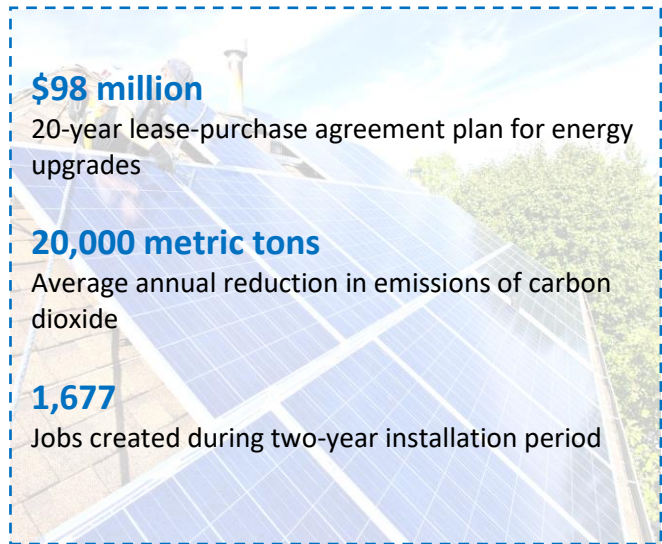 $98 million
20-year lease-purchase agreement plan for energy
upgrades
20,000 metric tons
Average annual reduction in emissions of carbon
dioxide
1,677
Jobs created during two-year installation period